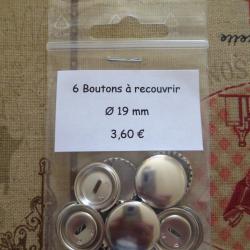 6 Boutons à recouvrir
Ø 19 mm
3,60 €